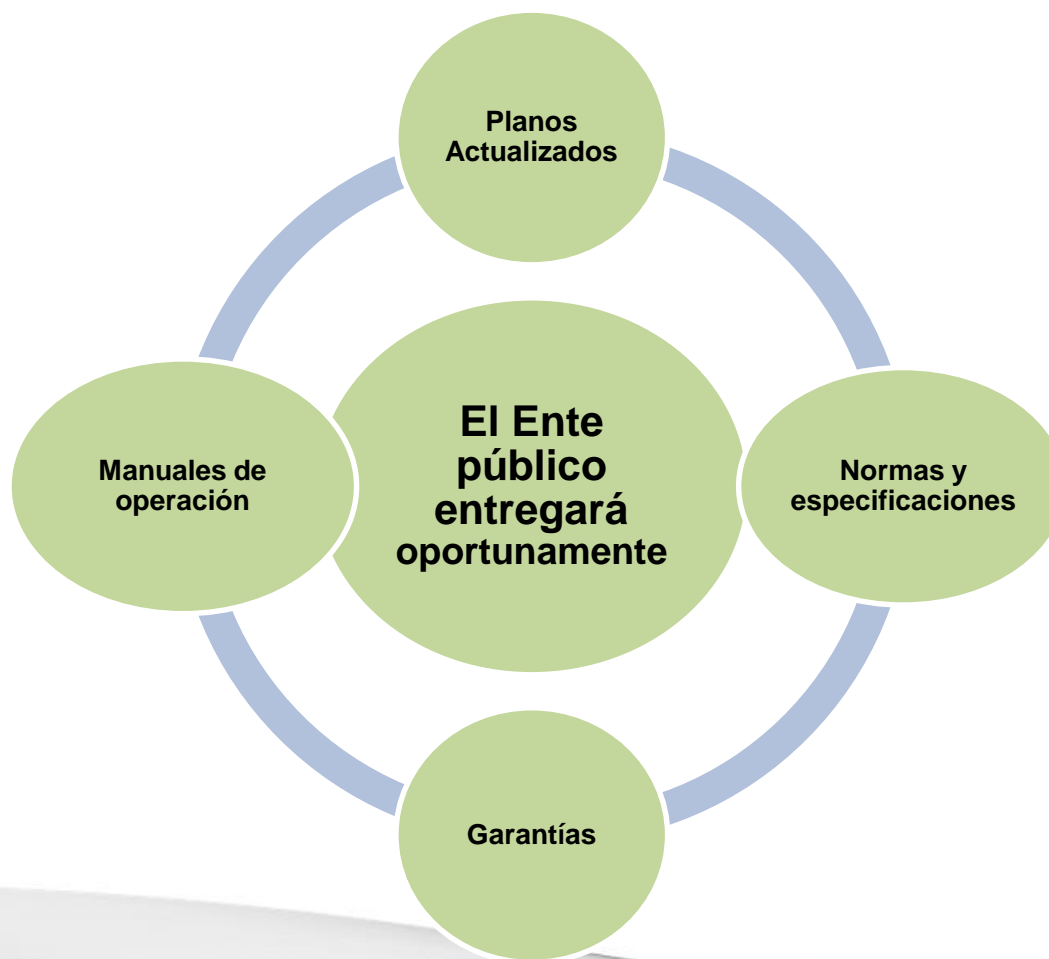 Planos
Actualizados
El Ente
público
entregará
oportunamente
Manuales de
operación
Normas y
especificaciones
Garantías